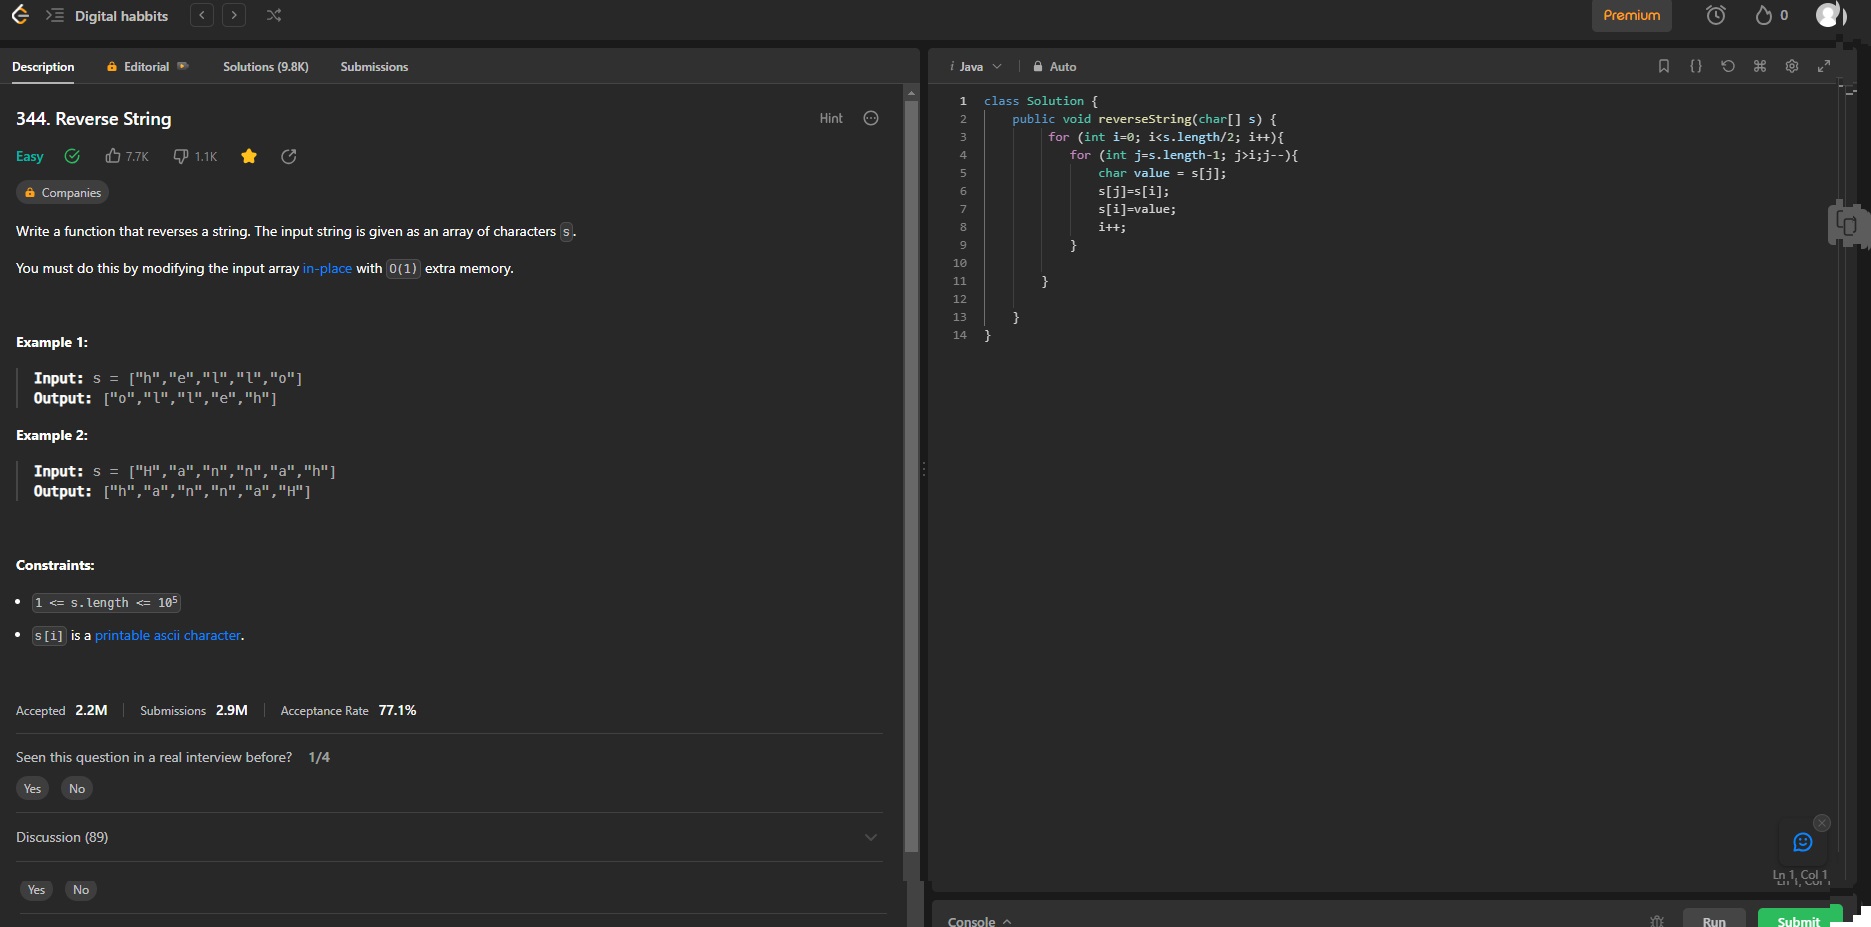 Digital habbits
Premium
0
Description
Editorial
Solutions (9.8K)
Submissions
344. Reverse String
Hint
Easy
7.7K
1.1K
Companies
Write a function that reverses a string. The input string is given as an array of characters s.
You must do this by modifying the input array in-place with O(1) extra memory.
Example 1:
Input: s = ["h","e","l","l","o"]
Output: ["o","l","l","e","h"]
Example 2:
Input: s = ["H","a","n","n","a","h"]
Output: ["h","a","n","n","a","H"]
Constraints:
1 <= s.length <= 10⁵
s[i] is a printable ascii character.
Accepted 2.2M
Submissions 2.9M
Acceptance Rate 77.1%
Seen this question in a real interview before? 1/4
Yes
No
Discussion (89)
Yes
No
i Java
Auto
1 class Solution {
2 public void reverseString(char[] s) {
3 for (int i=0; i<s.length/2; i++){
4 for (int j=s.length-1; j>i;j--){
5 char value = s[j];
6 s[j]=s[i];
7 s[i]=value;
8 i++;
9 }
10
11 }
12
13 }
14 }
Ln 1, Col 1
Ln 1, Col 1
Console
Run
Submit